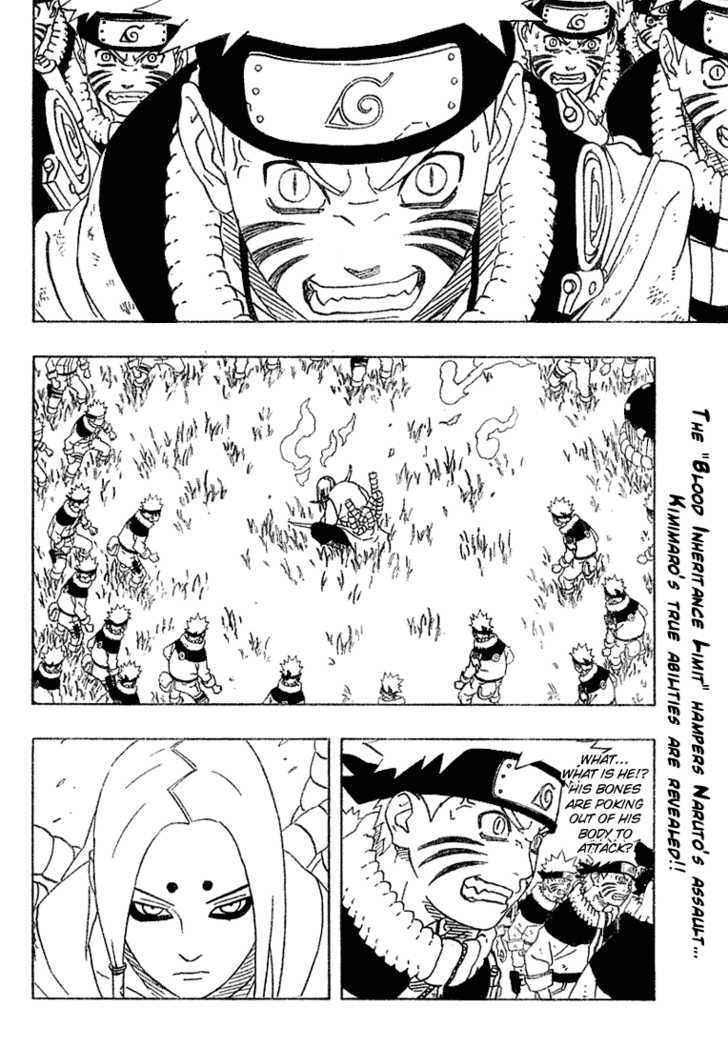 THE "BLOOD INHERITANCE LIMIT" HAMPERS NARUTO'S ASSAULT...
KIMIMARO'S TRUE ABILITIES ARE REVEALED!!
WHAT...
WHAT IS HE!?
HIS BONES
ARE POKING
OUT OF HIS
BODY TO
ATTACK?